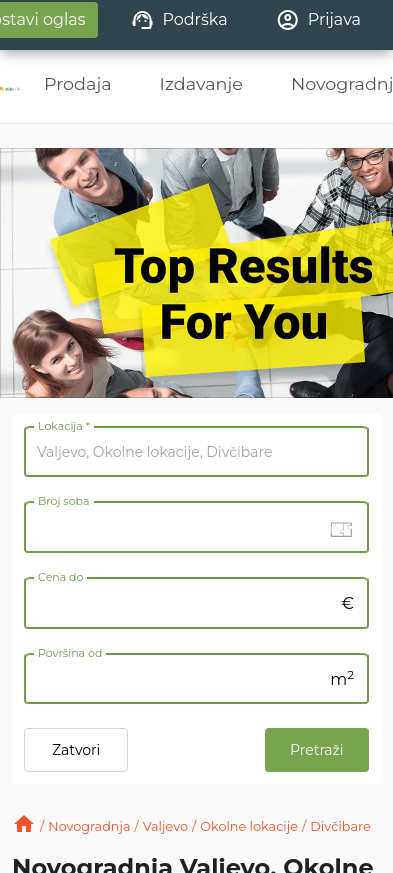 ostavi oglas
Podrška
Prijava
Prodaja
Izdavanje
Novogradnj
Top Results
For You
Lokacija *
Valjevo, Okolne lokacije, Divčibare
Broj soba
Cena do
€
Površina od
m²
Zatvori
Pretraži
/ Novogradnja / Valjevo / Okolne lokacije / Divčibare
Novogradnja Valjevo, Okolne